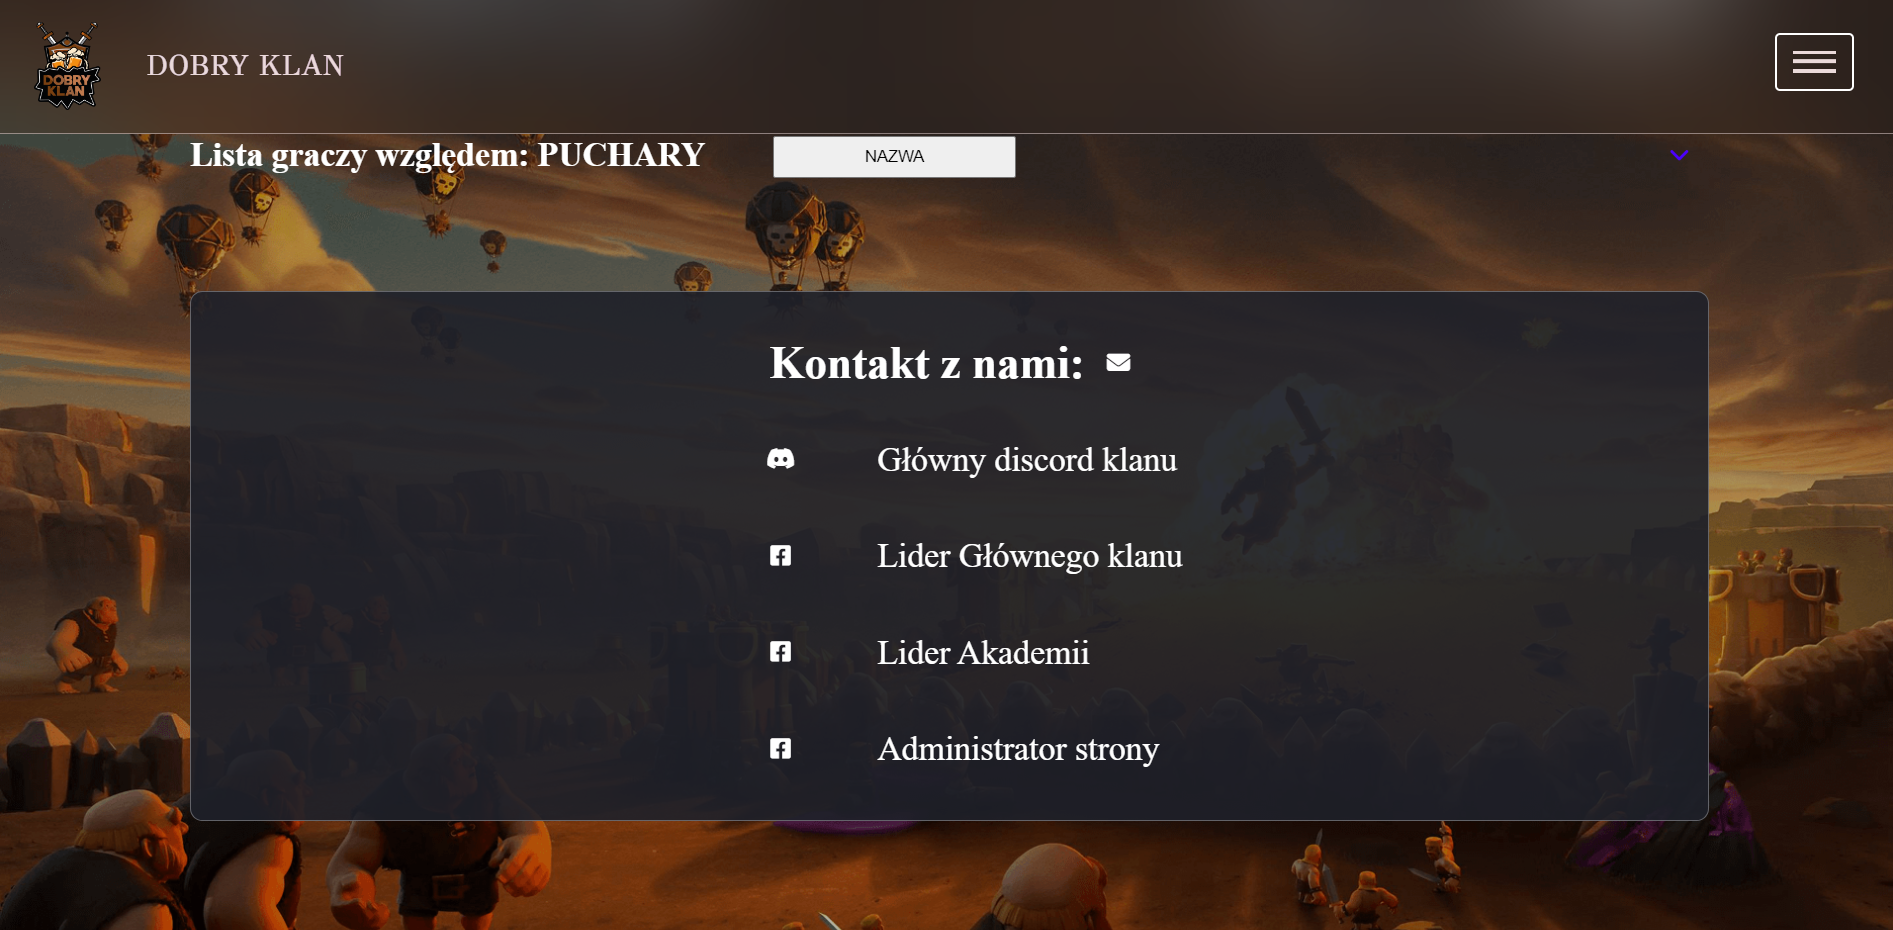 DOBRY
KLAN
DOBRY KLAN
Lista graczy względem: PUCHARY
NAZWA
Kontakt z nami:
Główny discord klanu
Lider Głównego klanu
Lider Akademii
Administrator strony